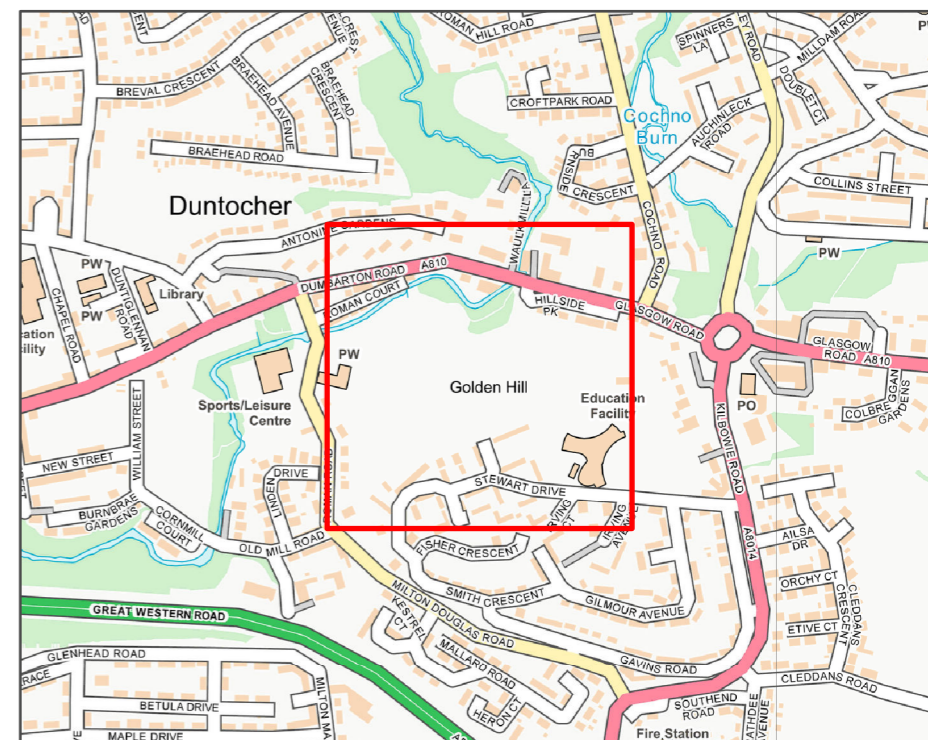 ROMAN HILL ROAD
SPINNERS
LA
MILLDAM ROAD
BREVAL CRESCENT
BRAEHEAD AVENUE
BRAEHEAD
CRESCENT
CROFTPARK ROAD
DOUBLET CT
Cochno
Burn
AUCHINLECK
ROAD
BRAEHEAD ROAD
BURNSIDE CRESCENT
COLLINS STREET
Duntocher
ANTONINE GARDENS
COCHNO ROAD
PW
PW
DUMBARTON ROAD A810
ROMAN COURT
Library
DUNTIGLENNAN
ROAD
PW
CHAPEL ROAD
HILLSIDE
PK
GLASGOW ROAD
GLASGOW
ROAD A810
PW
Golden Hill
Education
Facility
Sports/Leisure
Centre
PO
COLBREGGAN
GARDENS
KILBOWIE ROAD
WILLIAM STREET
NEW STREET
LINDEN
DRIVE
ROMAN ROAD
STEWART DRIVE
BURNBRAE
GARDENS
CORNMILL
COURT
OLD MILL ROAD
IRVING
CT
IRVING
AVENUE
A8014
AILSA
DR
FISHER CRESCENT
ORCHY CT
SMITH CRESCENT
GILMOUR AVENUE
CLEDDANS
CRESCENT
GREAT WESTERN ROAD
KESTREL
CT
MILTON DOUGLAS ROAD
ETIVE CT
MALLARD ROAD
GAVINS ROAD
GLENHEAD ROAD
CLEDDANS ROAD
HERON CT
SOUTHEND
ROAD
BETULA DRIVE
MAPLE DRIVE
Fire Station